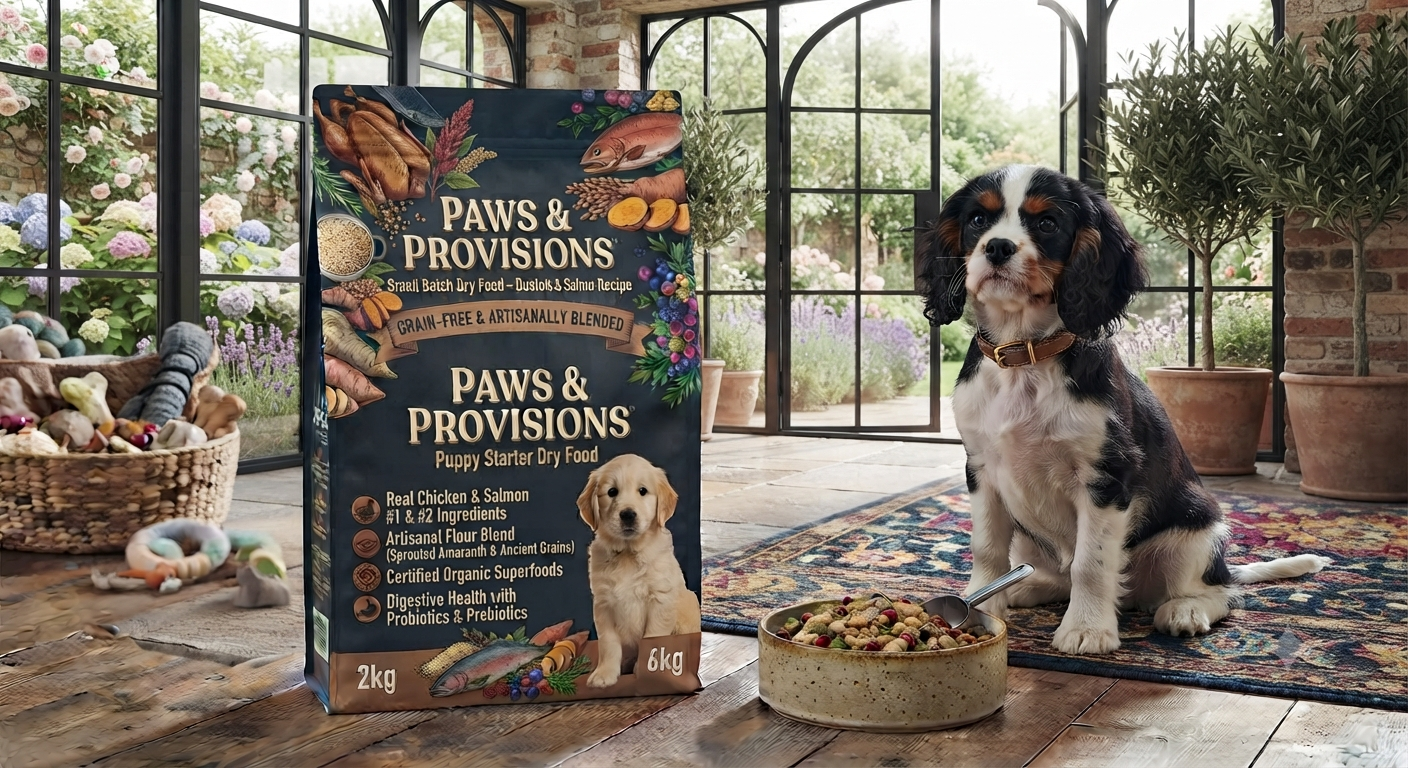 PAWS &
PROVISIONS
Small Batch Dry Food – & Recipe
GRAIN-FREE & ARTISANALLY BLENDED
PAWS &
PROVISIONS
Puppy Starter Dry Food
Real Chicken & Salmon
#1 & #2 Ingredients
Artisanal Flour Blend
(Sprouted Amaranth & Ancient Grains)
Certified Organic Superfoods
Digestive Health with
Probiotics & Prebiotics
2kg
6kg